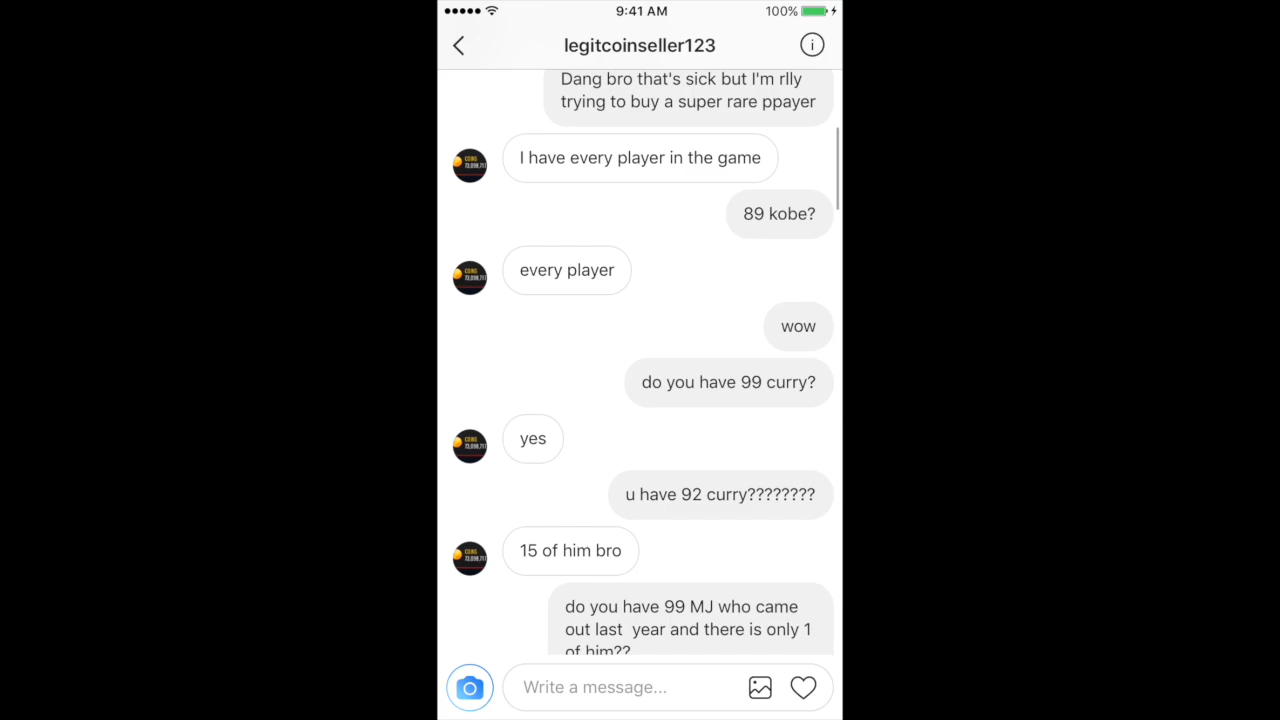 9:41 AM
100%
legitcoinseller123
Dang bro that's sick but I'm rlly
trying to buy a super rare ppayer
I have every player in the game
89 kobe?
every player
wow
do you have 99 curry?
yes
u have 92 curry????????
15 of him bro
do you have 99 MJ who came
out last  year and there is only 1
of him??
Write a message...